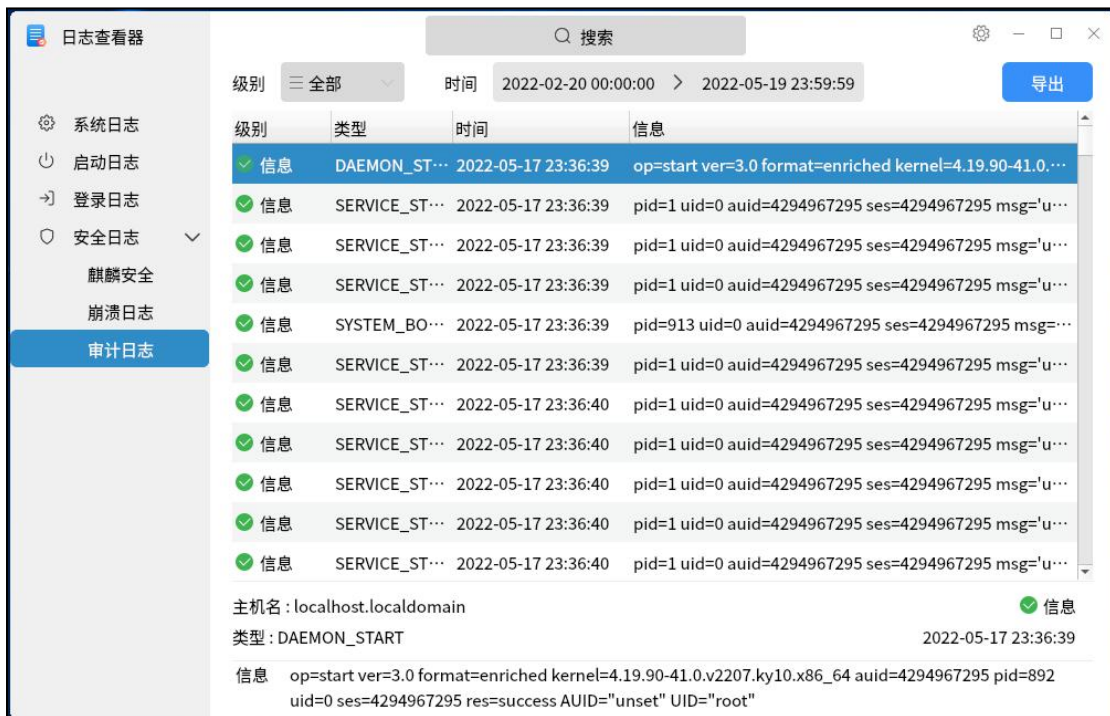 日志查看器 搜索
级别 全部 时间 2022-02-20 00:00:00 > 2022-05-19 23:59:59 导出
系统日志
启动日志
登录日志
安全日志
麒麟安全
崩溃日志
审计日志
级别 类型 时间 信息
信息 DAEMON_ST··· 2022-05-17 23:36:39 op=start ver=3.0 format=enriched kernel=4.19.90-41.0.···
信息 SERVICE_ST··· 2022-05-17 23:36:39 pid=1 uid=0 auid=4294967295 ses=4294967295 msg='u···
信息 SERVICE_ST··· 2022-05-17 23:36:39 pid=1 uid=0 auid=4294967295 ses=4294967295 msg='u···
信息 SERVICE_ST··· 2022-05-17 23:36:39 pid=1 uid=0 auid=4294967295 ses=4294967295 msg='u···
信息 SYSTEM_BO··· 2022-05-17 23:36:39 pid=913 uid=0 auid=4294967295 ses=4294967295 msg=···
信息 SERVICE_ST··· 2022-05-17 23:36:39 pid=1 uid=0 auid=4294967295 ses=4294967295 msg='u···
信息 SERVICE_ST··· 2022-05-17 23:36:40 pid=1 uid=0 auid=4294967295 ses=4294967295 msg='u···
信息 SERVICE_ST··· 2022-05-17 23:36:40 pid=1 uid=0 auid=4294967295 ses=4294967295 msg='u···
信息 SERVICE_ST··· 2022-05-17 23:36:40 pid=1 uid=0 auid=4294967295 ses=4294967295 msg='u···
信息 SERVICE_ST··· 2022-05-17 23:36:40 pid=1 uid=0 auid=4294967295 ses=4294967295 msg='u···
信息 SERVICE_ST··· 2022-05-17 23:36:40 pid=1 uid=0 auid=4294967295 ses=4294967295 msg='u···
主机名 : localhost.localdomain 信息
类型 : DAEMON_START 2022-05-17 23:36:39
信息 op=start ver=3.0 format=enriched kernel=4.19.90-41.0.v2207.ky10.x86_64 auid=4294967295 pid=892
uid=0 ses=4294967295 res=success AUID="unset" UID="root"